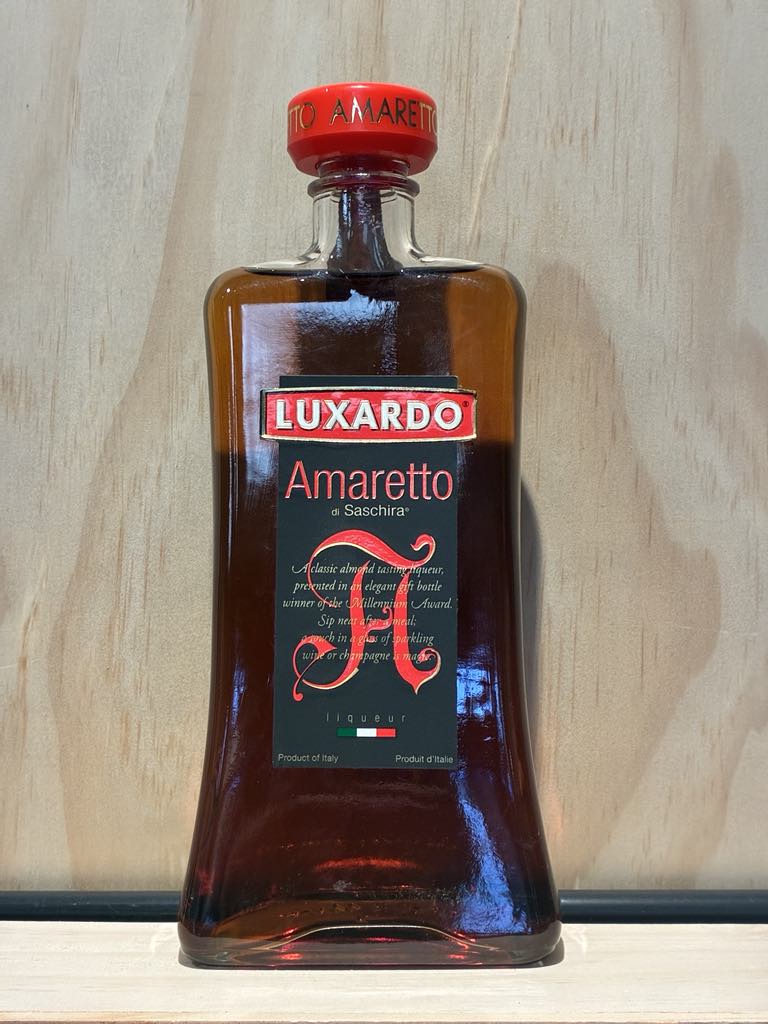 TTO AMARETTO
LUXARDO®
Amaretto
di Saschira®
A classic almond tasting liqueur,
presented in an elegant gift bottle
winner of the Millennium Award.
Sip neat after a meal;
a touch in a glass of sparkling
wine or champagne is magic.
A
liqueur
Product of Italy
Produit d'Italie